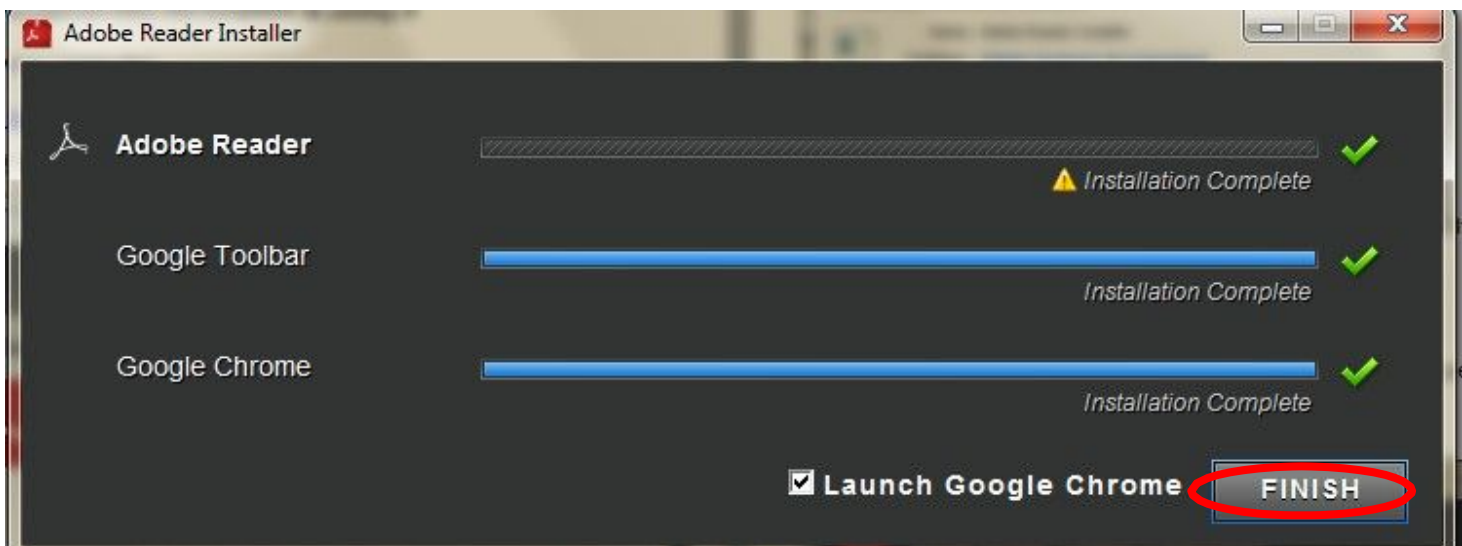 Adobe Reader Installer
Adobe Reader
Installation Complete
Google Toolbar
Installation Complete
Google Chrome
Installation Complete
Launch Google Chrome FINISH